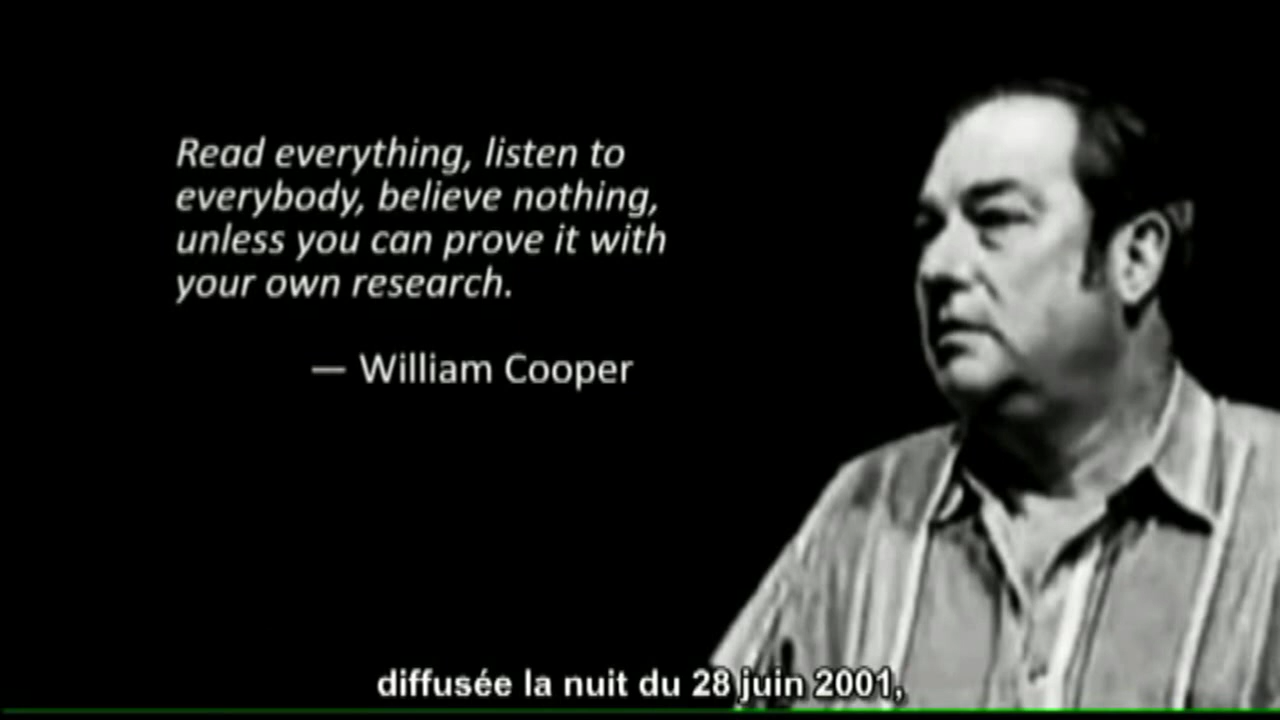 Read everything, listen to
everybody, believe nothing,
unless you can prove it with
your own research.
— William Cooper
diffusée la nuit du 28 juin 2001,